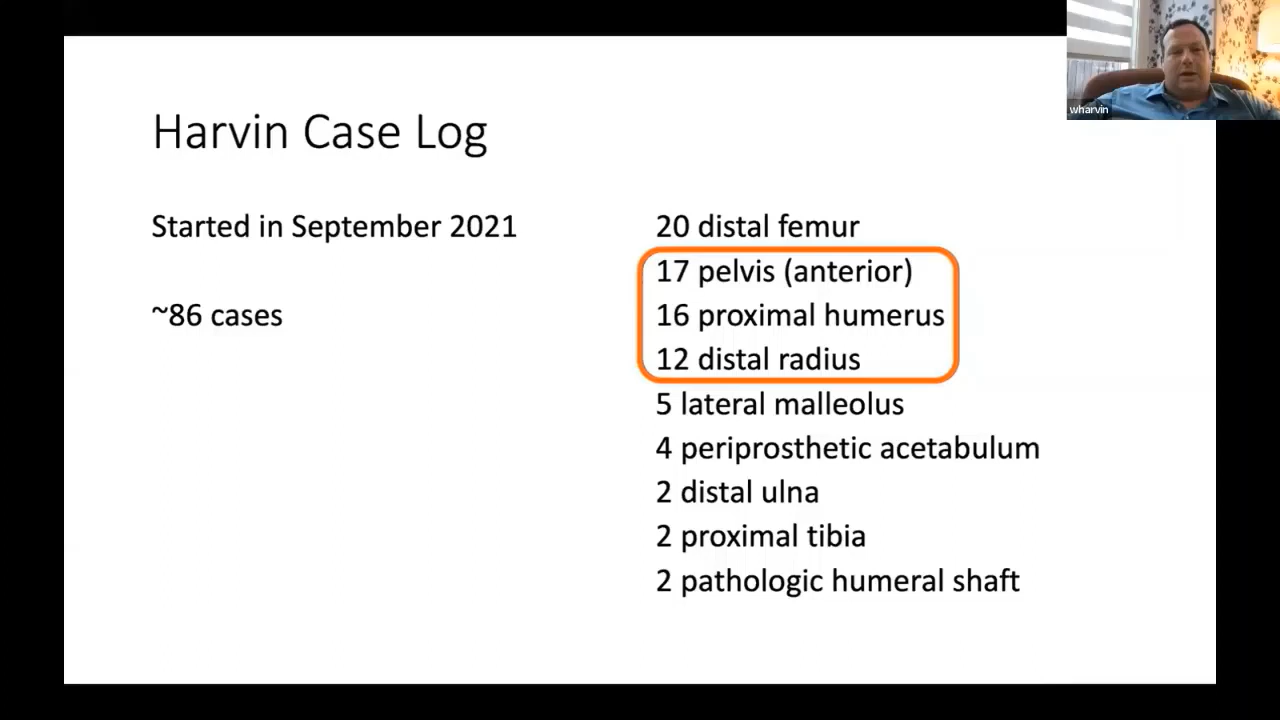 wharvin
Harvin Case Log
Started in September 2021
~86 cases
20 distal femur
17 pelvis (anterior)
16 proximal humerus
12 distal radius
5 lateral malleolus
4 periprosthetic acetabulum
2 distal ulna
2 proximal tibia
2 pathologic humeral shaft